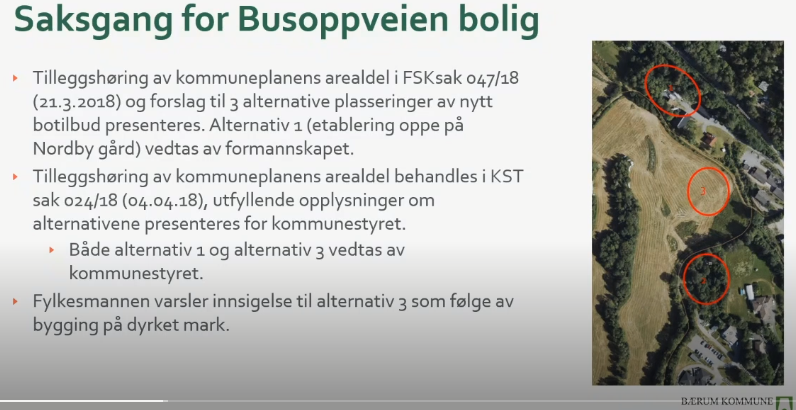 Saksgang for Busoppveien bolig
Tilleggshøring av kommuneplanens arealdel i FSKsak 047/18
(21.3.2018) og forslag til 3 alternative plasseringer av nytt
botilbud presenteres. Alternativ 1 (etablering oppe på
Nordby gård) vedtas av formannskapet.
Tilleggshøring av kommuneplanens arealdel behandles i KST
sak 024/18 (04.04.18), utfyllende opplysninger om
alternativene presenteres for kommunestyret.
Både alternativ 1 og alternativ 3 vedtas av
kommunestyret.
Fylkesmannen varsler innsigelse til alternativ 3 som følge av
bygging på dyrket mark.
3
BÆRUM KOMMUNE